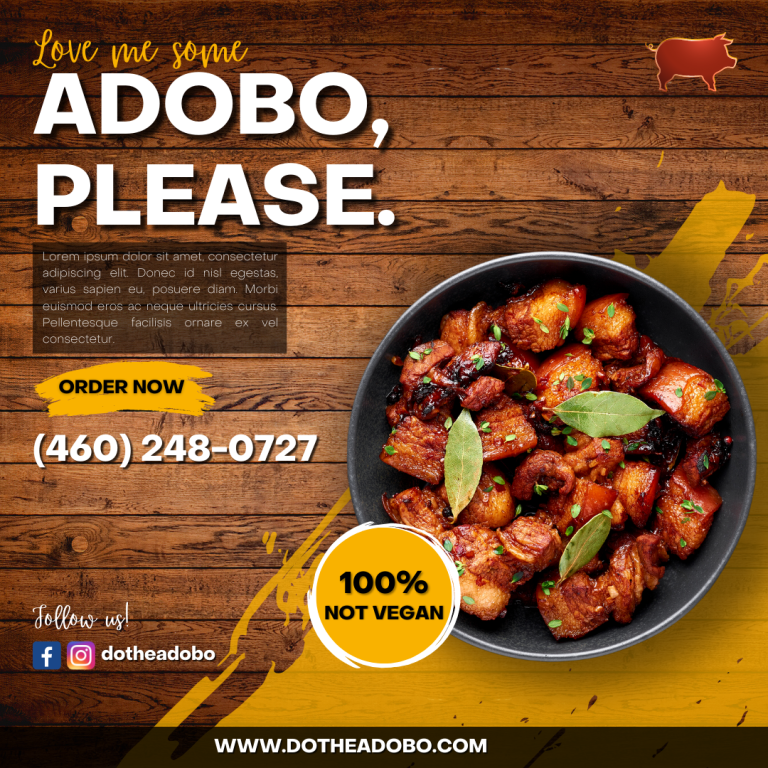 Love me some
ADOBO,
PLEASE.
Lorem ipsum dolor sit amet, consectetur
adipiscing elit. Donec id nisl egestas,
varius sapien eu, posuere diam. Morbi
euismod eros ac neque ultricies cursus.
Pellentesque facilisis ornare ex vel
consectetur.
ORDER NOW
(460) 248-0727
100%
NOT VEGAN
Follow us!
dotheadobo
WWW.DOTHEADOBO.COM